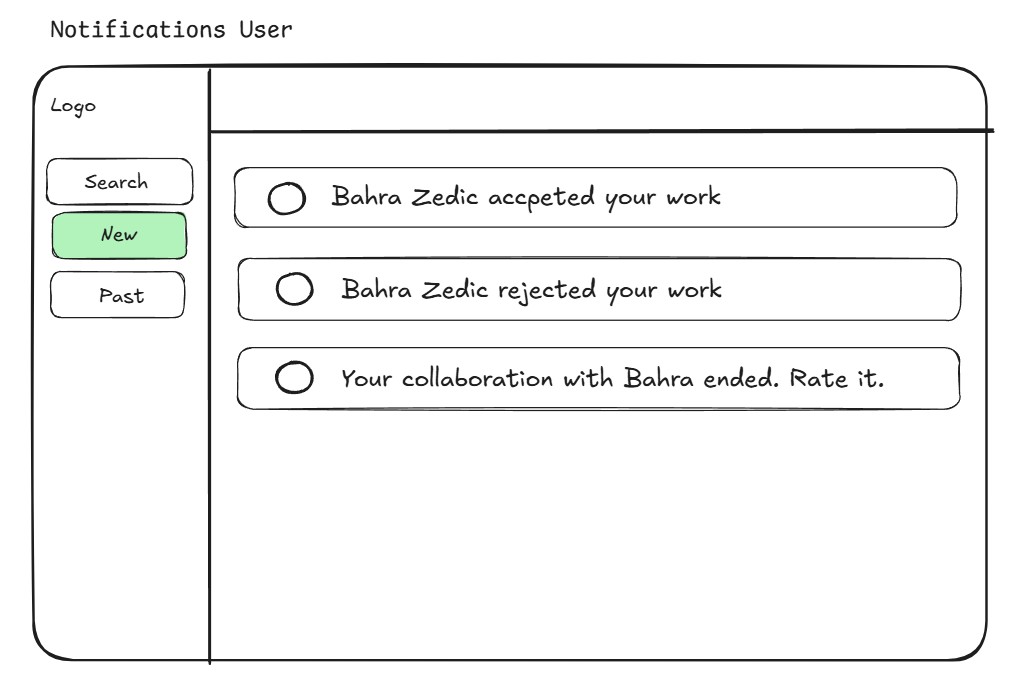 Notifications User
Logo
Search
New
Past
Bahra Zedic accpeted your work
Bahra Zedic rejected your work
Your collaboration with Bahra ended. Rate it.